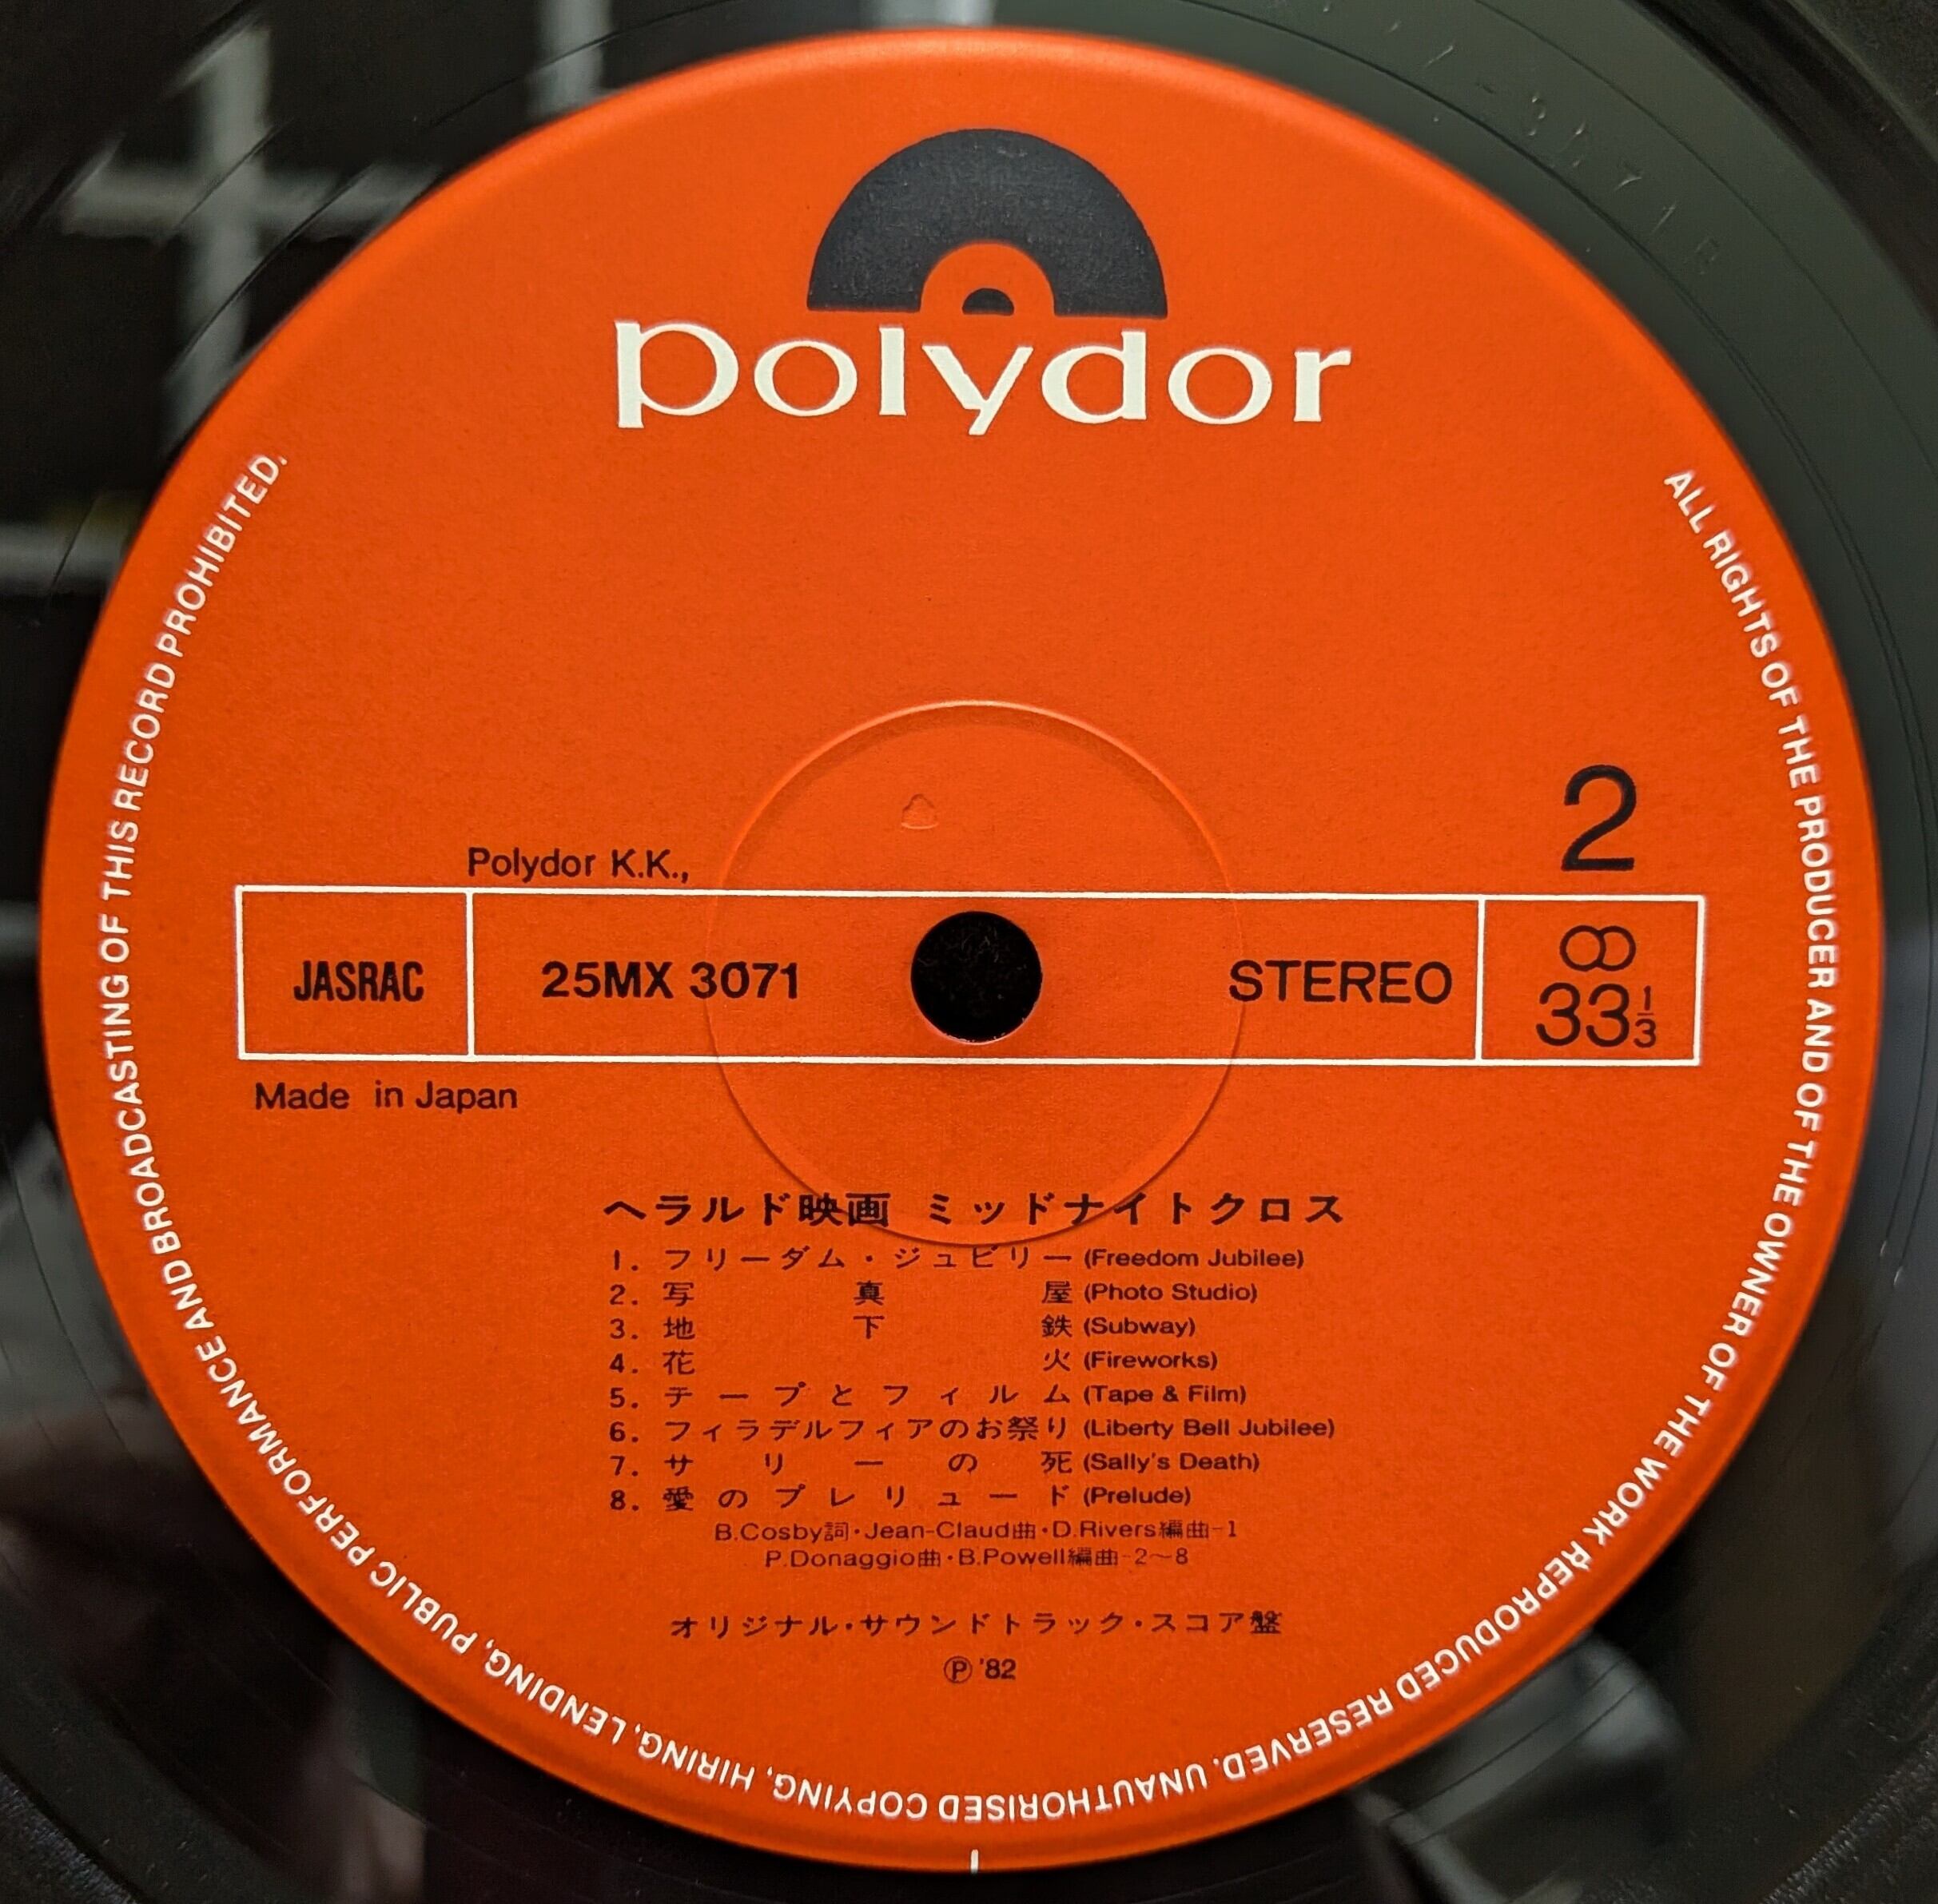 polydor
2
Polydor K.K.,
JASRAC 25MX 3071 STEREO 33 1/3
Made in Japan
ヘラルド映画 ミッドナイトクロス
1. フリーダム・ジュビリー (Freedom Jubilee)
2. 写真屋 (Photo Studio)
3. 地下鉄 (Subway)
4. 花火 (Fireworks)
5. テープとフィルム (Tape & Film)
6. フィラデルフィアのお祭り (Liberty Bell Jubilee)
7. サリーの死 (Sally's Death)
8. 愛のプレリュード (Prelude)
B.Cosby詞・Jean-Claud曲・D.Rivers編曲-1
P.Donaggio曲・B.Powell編曲-2〜8
オリジナル・サウンドトラック・スコア盤
Ⓟ '82
ALL RIGHTS OF THE PRODUCER AND OF THE OWNER OF THE WORK REPRODUCED RESERVED. UNAUTHORISED COPYING, HIRING, LENDING, PUBLIC PERFORMANCE AND BROADCASTING OF THIS RECORD PROHIBITED.